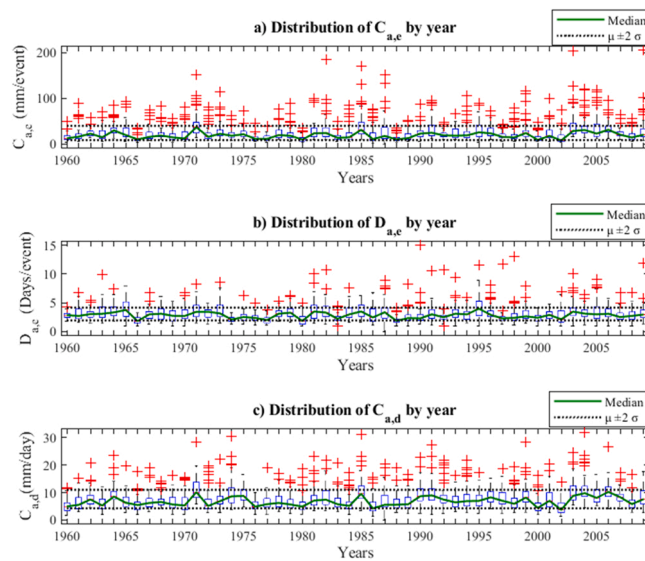 a) Distribution of Ca,e by year
Median
μ ±2 σ
Ca,e (mm/event)
200
100
0
1960 1965 1970 1975 1980 1985 1990 1995 2000 2005
Years
b) Distribution of Da,e by year
Median
μ ±2 σ
Da,e (Days/event)
15
10
5
0
1960 1965 1970 1975 1980 1985 1990 1995 2000 2005
Years
c) Distribution of Ca,d by year
Median
μ ±2 σ
Ca,d (mm/day)
30
20
10
0
1960 1965 1970 1975 1980 1985 1990 1995 2000 2005
Years